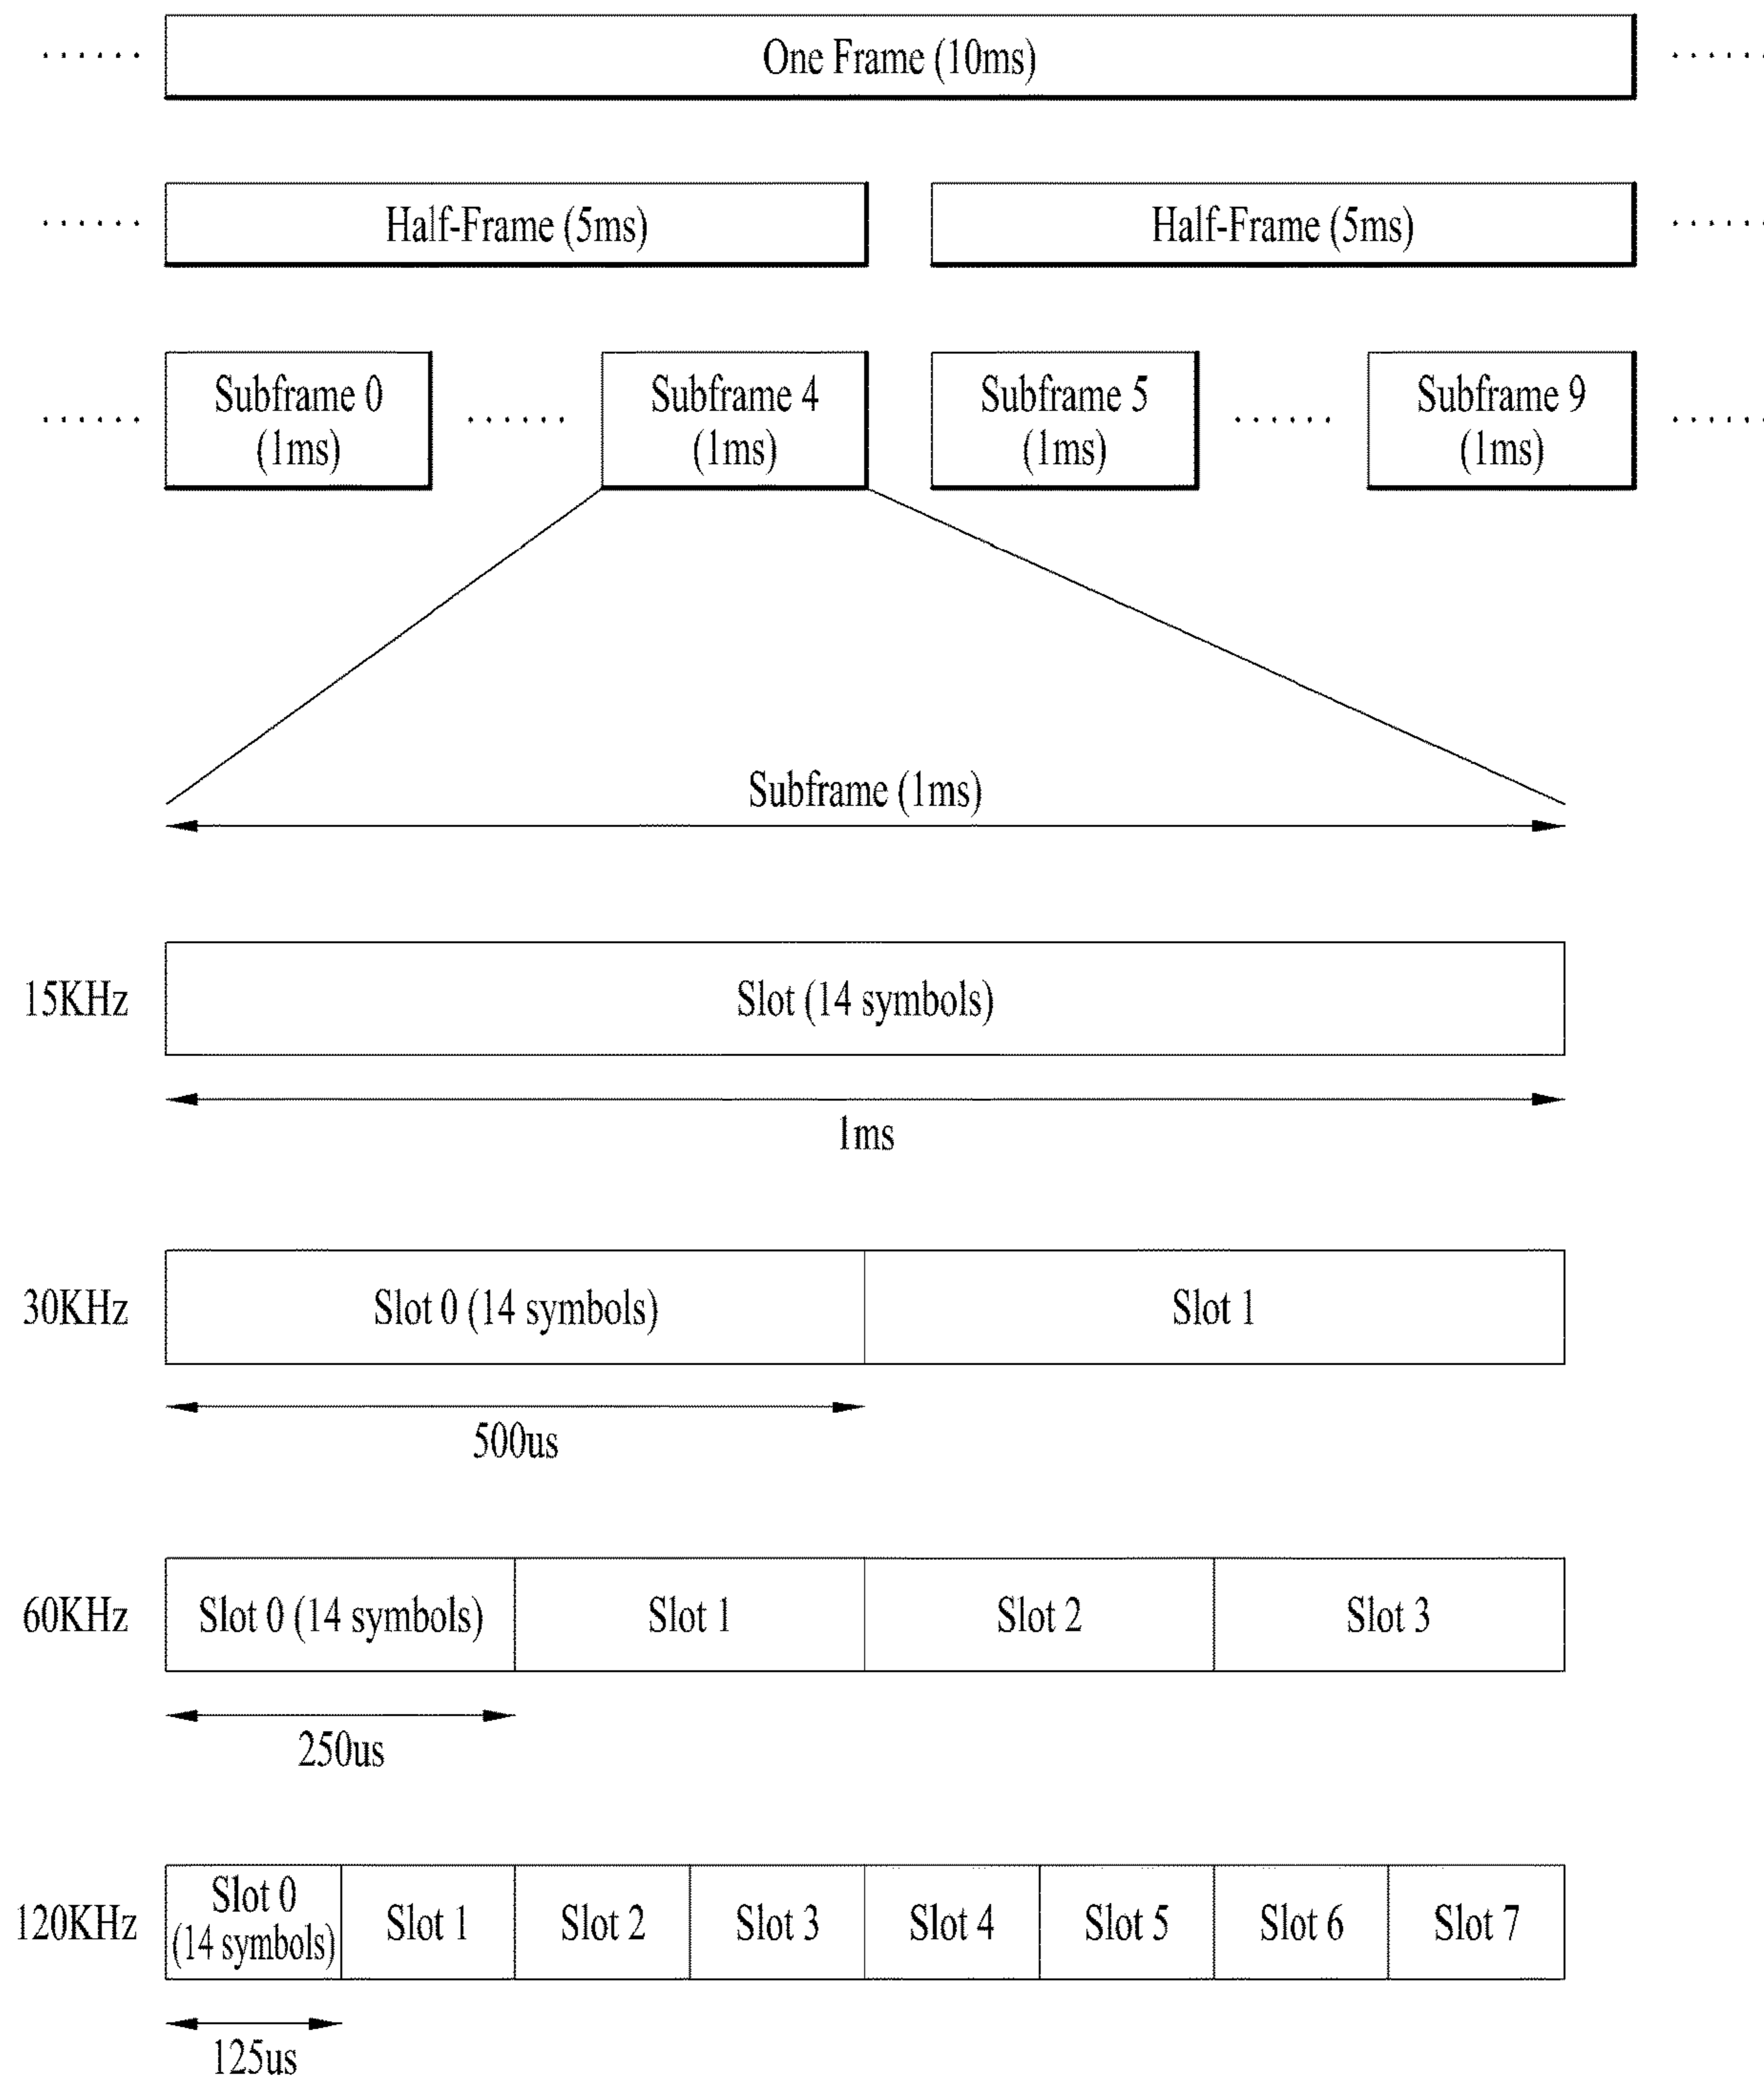 ...... One Frame (10ms) ......
...... Half-Frame (5ms) Half-Frame (5ms) ......
...... Subframe 0 ...... Subframe 4 Subframe 5 ...... Subframe 9 ......
(1ms) (1ms) (1ms) (1ms)
Subframe (1ms)
15KHz Slot (14 symbols)
1ms
30KHz Slot 0 (14 symbols) Slot 1
500us
60KHz Slot 0 (14 symbols) Slot 1 Slot 2 Slot 3
250us
120KHz Slot 0 (14 symbols) Slot 1 Slot 2 Slot 3 Slot 4 Slot 5 Slot 6 Slot 7
125us